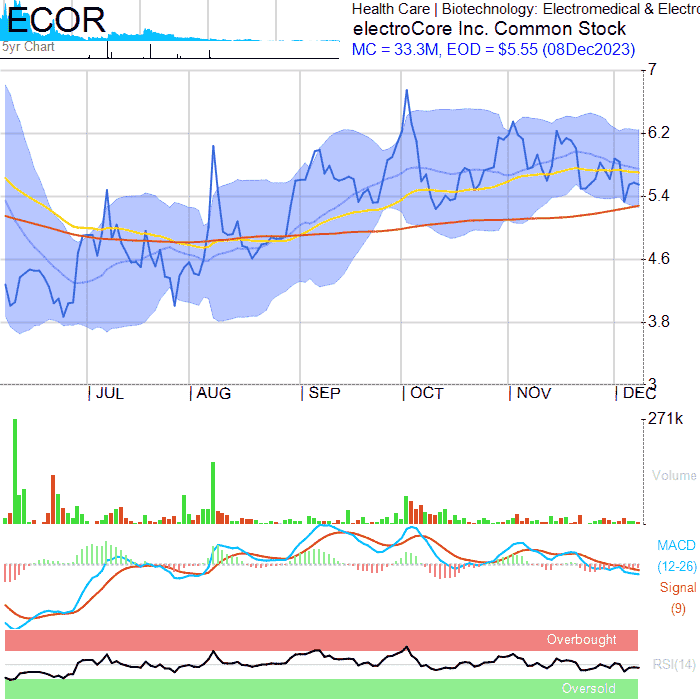 ECOR
5yr Chart
Health Care | Biotechnology: Electromedical & Electro
electroCore Inc. Common Stock
MC = 33.3M, EOD = $5.55 (08Dec2023)
7
6.2
5.4
4.6
3.8
3
JUL AUG SEP OCT NOV DEC
271k
Volume
MACD
(12-26)
Signal
(9)
Overbought
RSI(14)
Oversold